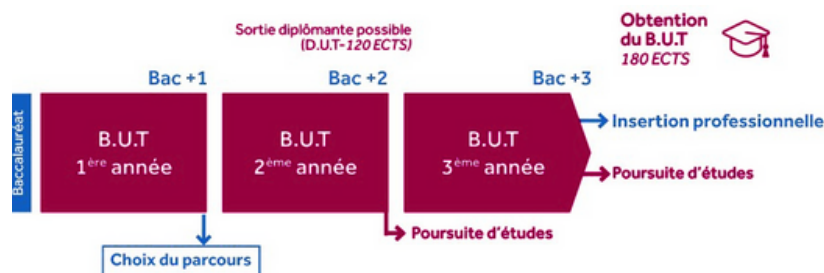 Sortie diplômante possible
(D.U.T-120 ECTS)
Obtention
du B.U.T
180 ECTS
Bac +1
Bac +2
Bac +3
Baccalauréat
B.U.T
1ère année
B.U.T
2ème année
B.U.T
3ème année
Insertion professionnelle
Poursuite d'études
Poursuite d'études
Choix du parcours